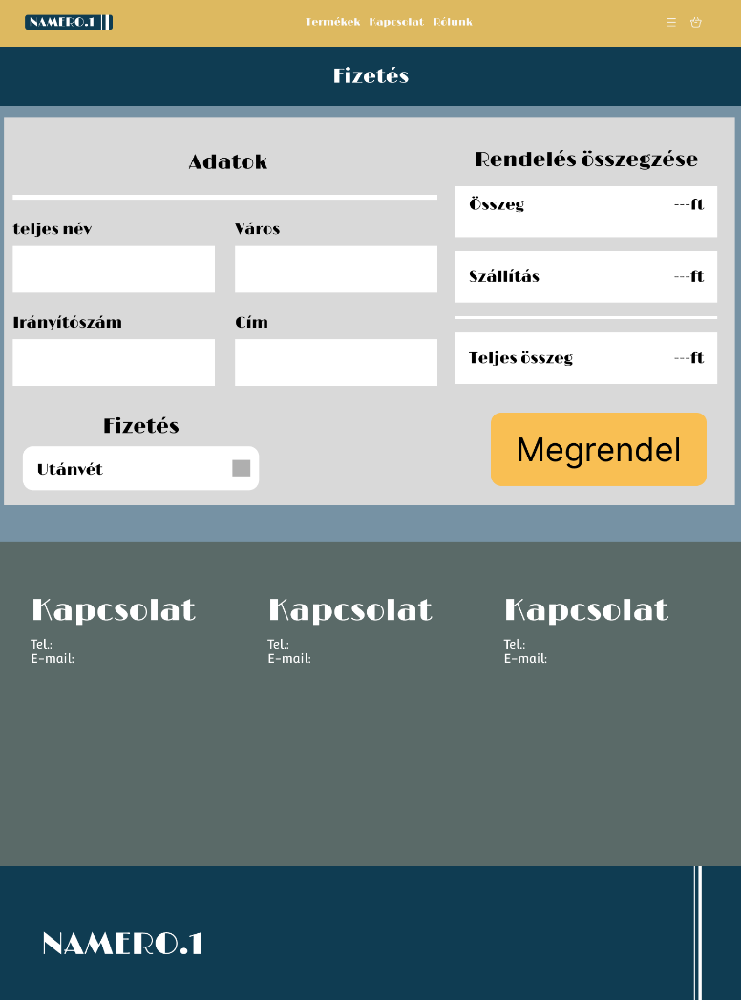 NAMERO.1
Termékek Kapcsolat Rólunk
Fizetés
Adatok
teljes név
Város
Irányítószám
Cím
Fizetés
Utánvét
Rendelés összegzése
Összeg ---ft
Szállítás ---ft
Teljes összeg ---ft
Megrendel
Kapcsolat
Tel.:
E-mail:
Kapcsolat
Tel.:
E-mail:
Kapcsolat
Tel.:
E-mail:
NAMERO.1